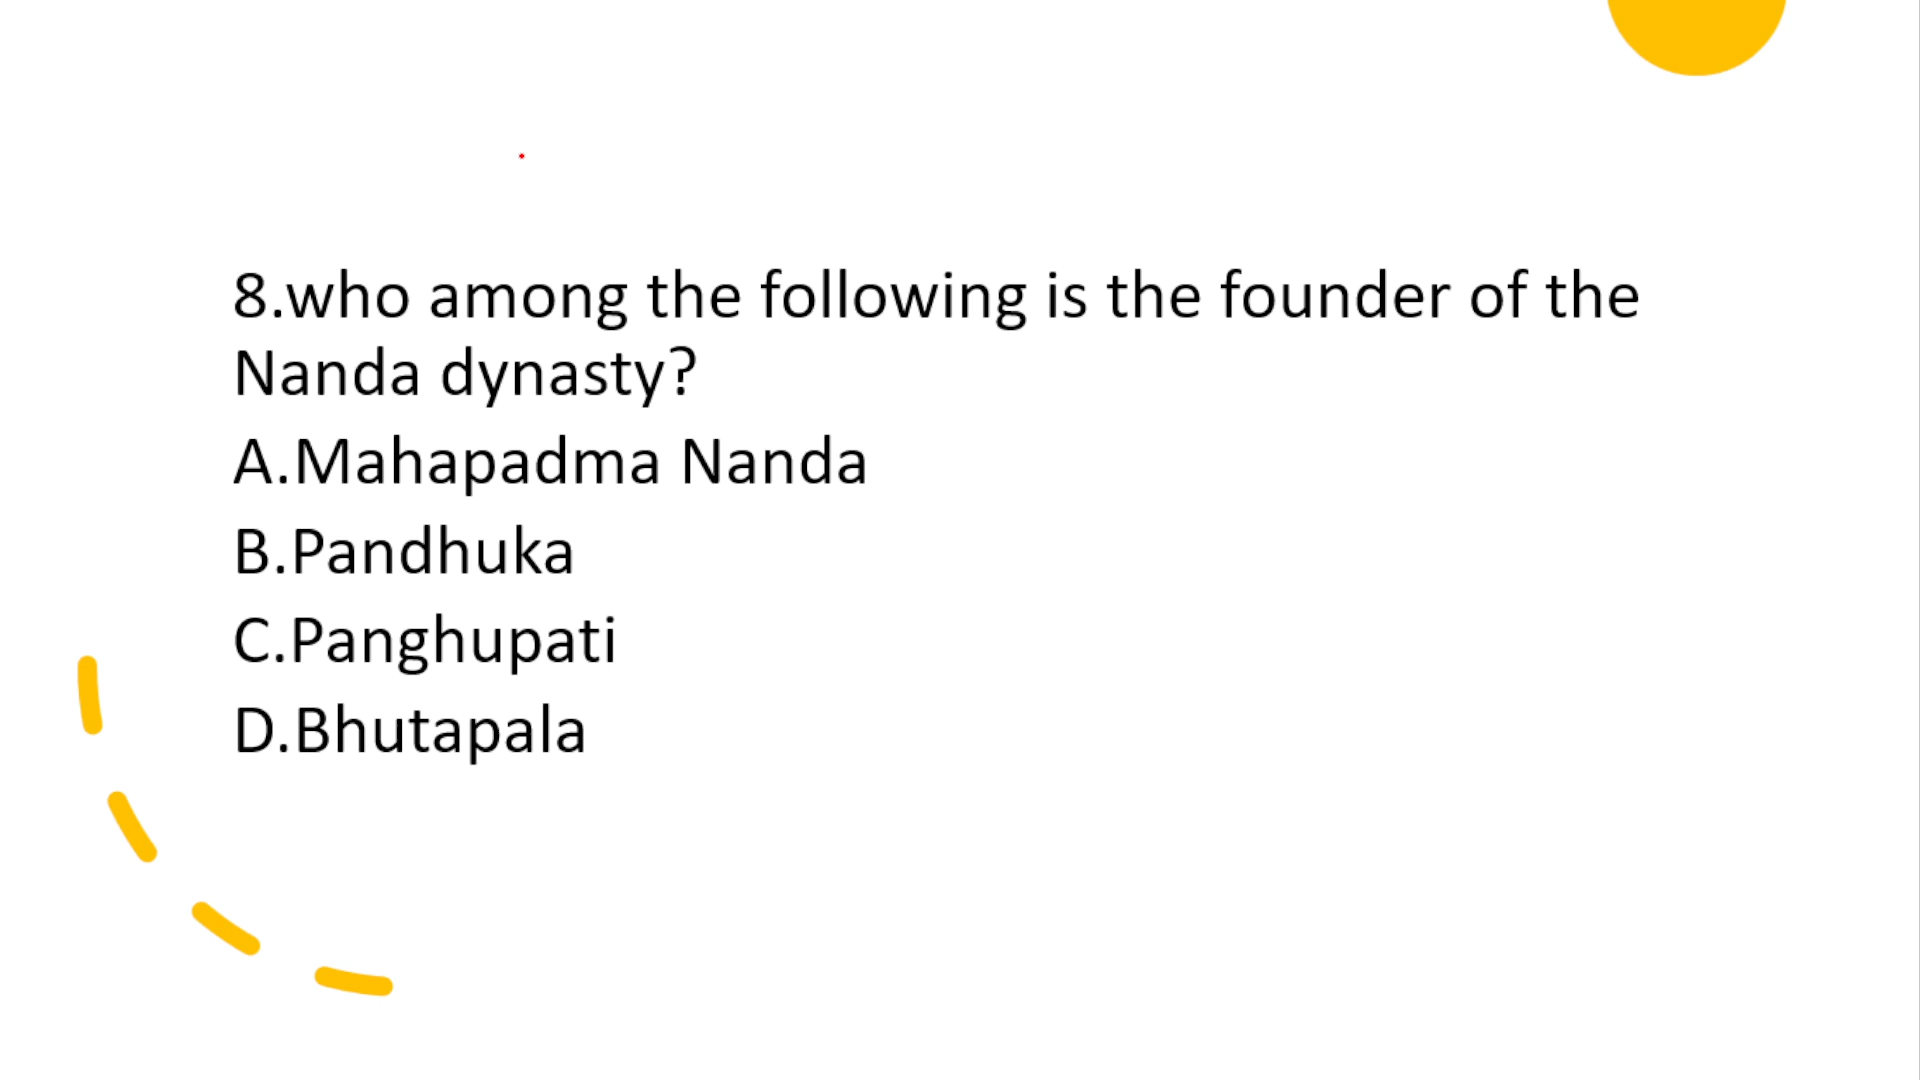 8.who among the following is the founder of the
Nanda dynasty?
A.Mahapadma Nanda
B.Pandhuka
C.Panghupati
D.Bhutapala